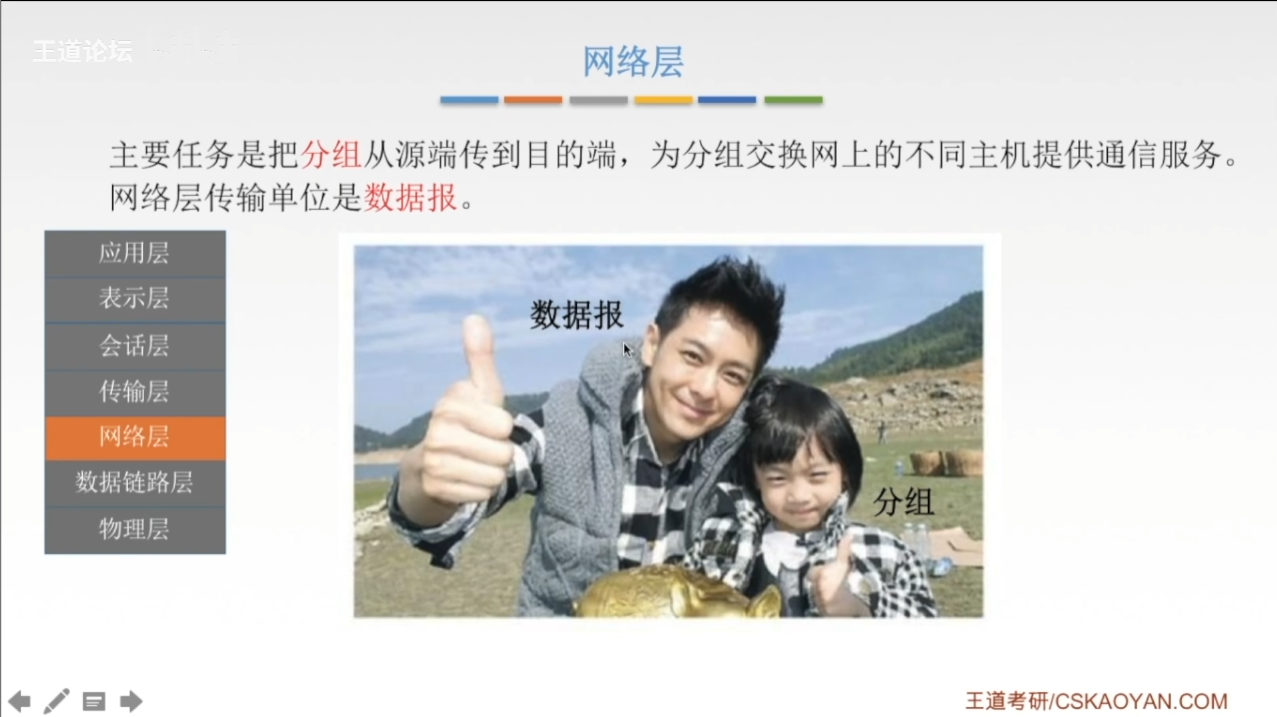 王道论坛
网络层
主要任务是把分组从源端传到目的端，为分组交换网上的不同主机提供通信服务。
网络层传输单位是数据报。
应用层
表示层
会话层
传输层
网络层
数据链路层
物理层
数据报
分组
王道考研/CSKAOYAN.COM